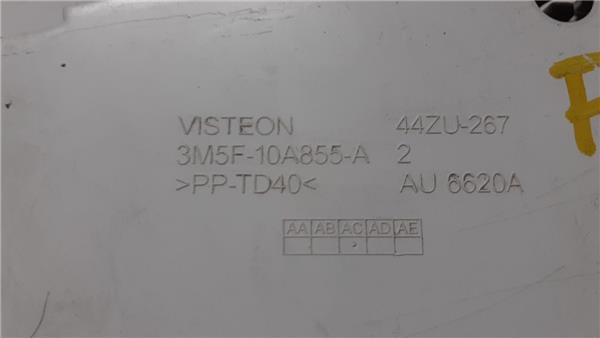 VISTEON 44ZU-267
3M5F-10A855-A 2
>PP-TD40< AU 6620A
AA AB AC AD AE